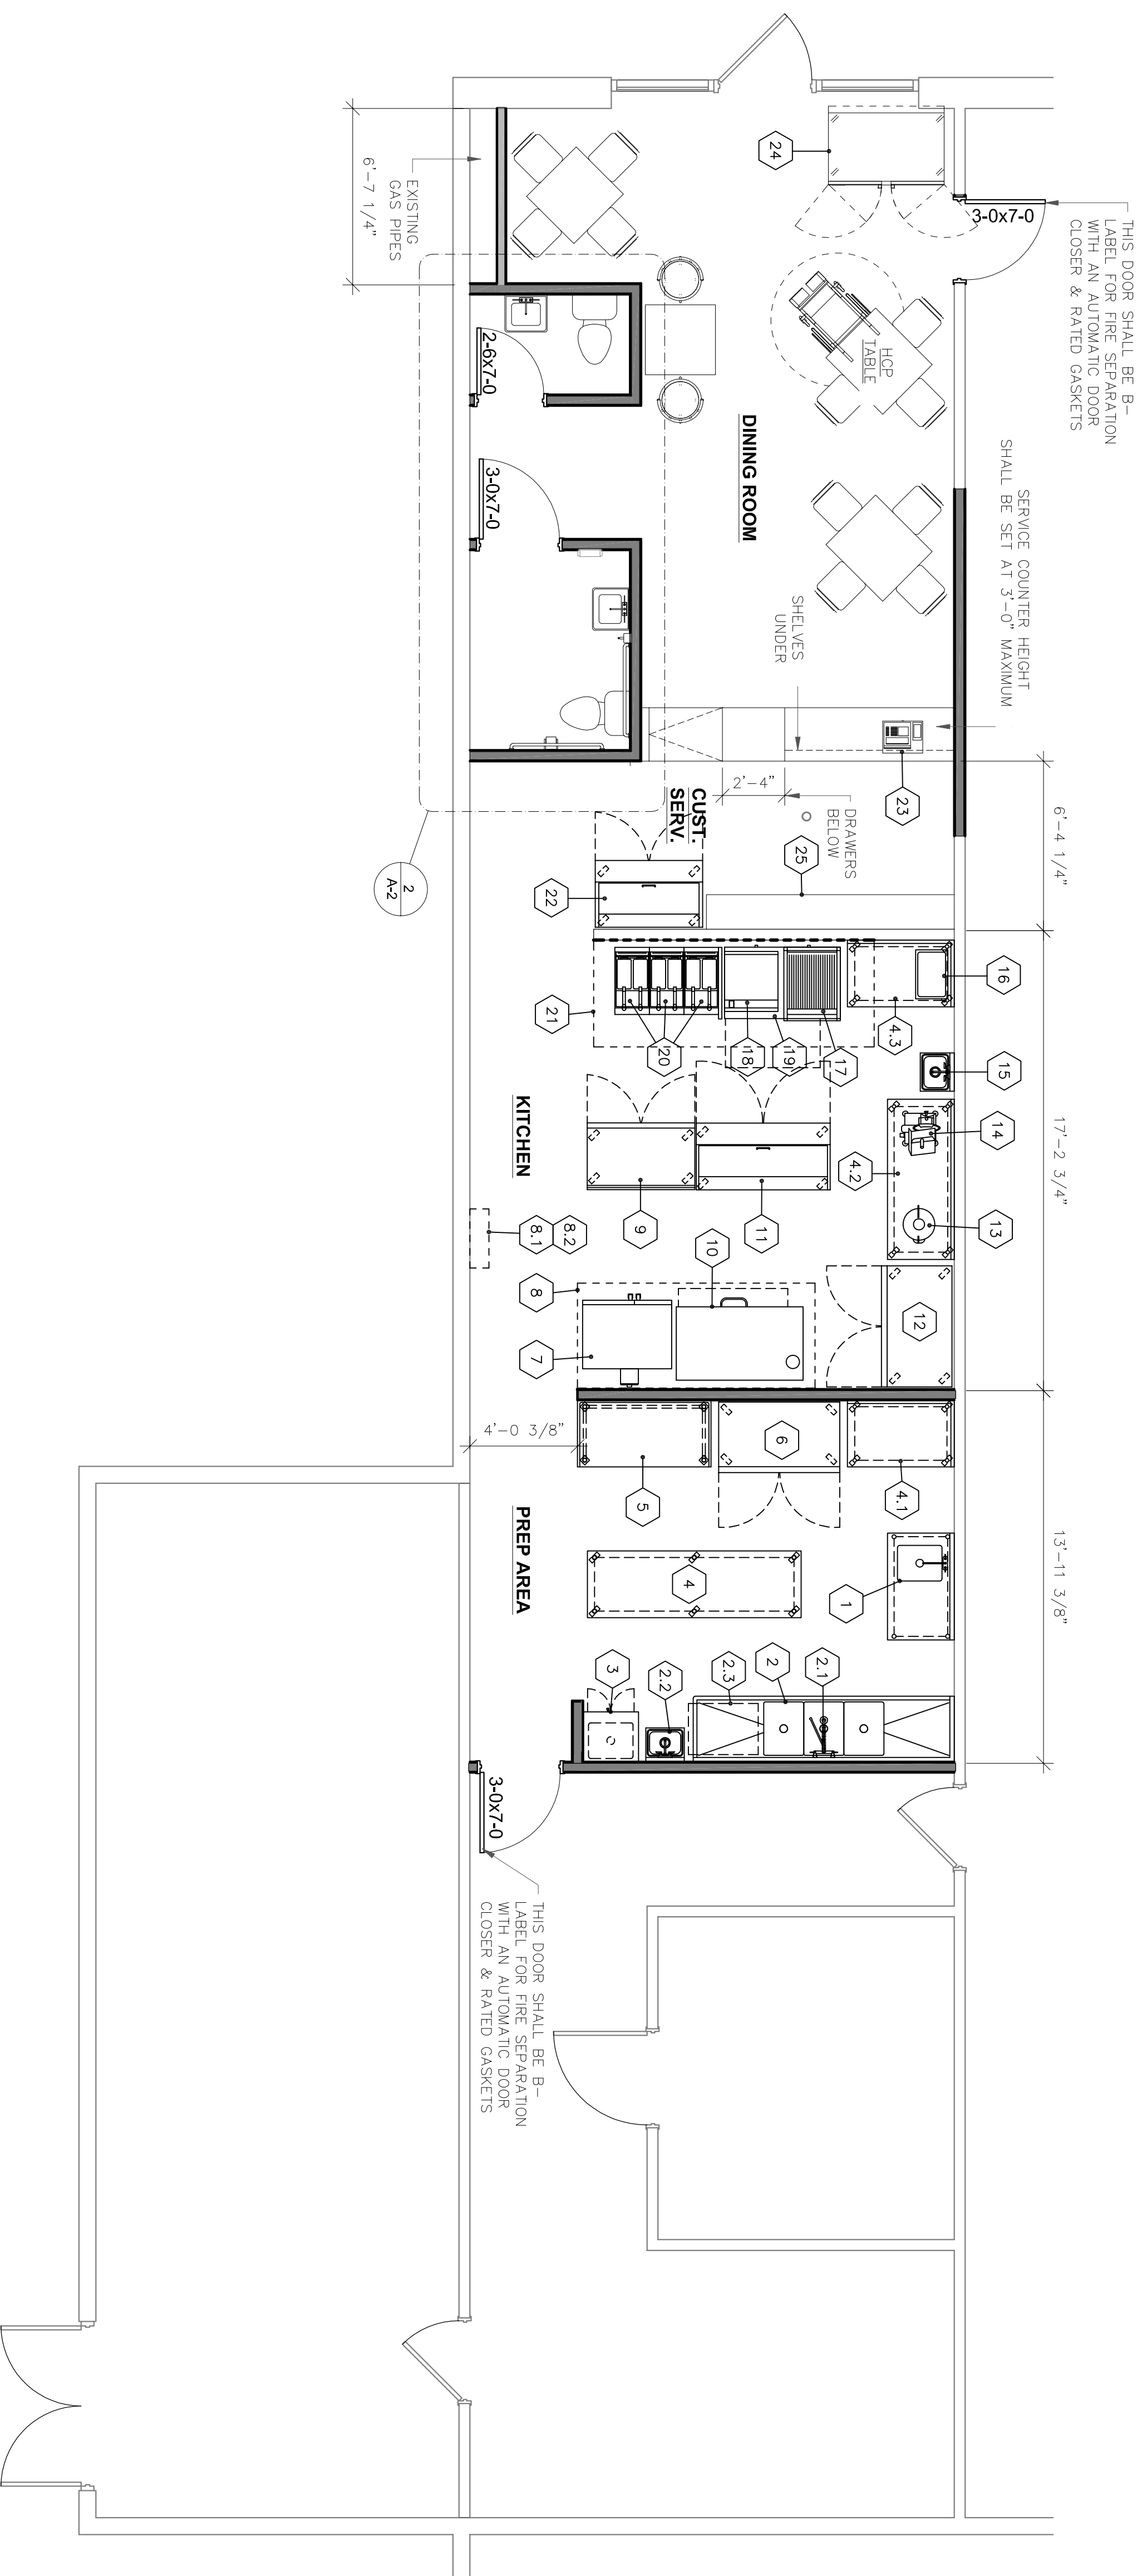 THIS DOOR SHALL BE B-
LABEL FOR FIRE SEPARATION
WITH AN AUTOMATIC DOOR
CLOSER & RATED GASKETS
3-0x7-0
24
SERVICE COUNTER HEIGHT
SHALL BE SET AT 3'-0" MAXIMUM
HCP
TABLE
DINING ROOM
SHELVES
UNDER
EXISTING
GAS PIPES
6'-7 1/4"
2-6x7-0
3-0x7-0
2
A-2
23
2'-4"
DRAWERS
BELOW
CUST.
SERV.
25
22
6'-4 1/4"
17'-2 3/4"
13'-11 3/8"
16
4.3
15
14
4.2
13
12
17
19
18
20
21
KITCHEN
11
9
10
8.2
8.1
8
7
4'-0 3/8"
6
4.1
5
1
4
PREP AREA
2.1
2
2.3
2.2
3
3-0x7-0
THIS DOOR SHALL BE B-
LABEL FOR FIRE SEPARATION
WITH AN AUTOMATIC DOOR
CLOSER & RATED GASKETS